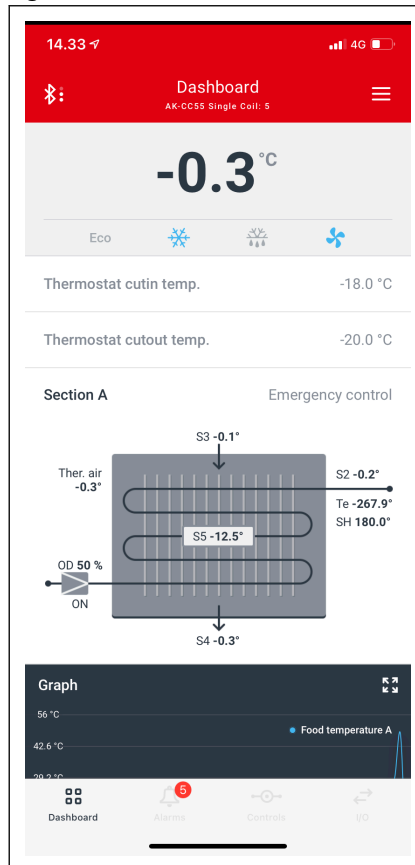 14.33
4G
Dashboard
AK-CC55 Single Coil: 5
-0.3 °C
Eco
Thermostat cutin temp. -18.0 °C
Thermostat cutout temp. -20.0 °C
Section A Emergency control
S3 -0.1°
Ther. air
-0.3°
S2 -0.2°
Te -267.9°
SH 180.0°
S5 -12.5°
OD 50 %
ON
S4 -0.3°
Graph
56 °C
Food temperature A
42.6 °C
29.2 °C
5
Dashboard Alarms Controls I/O